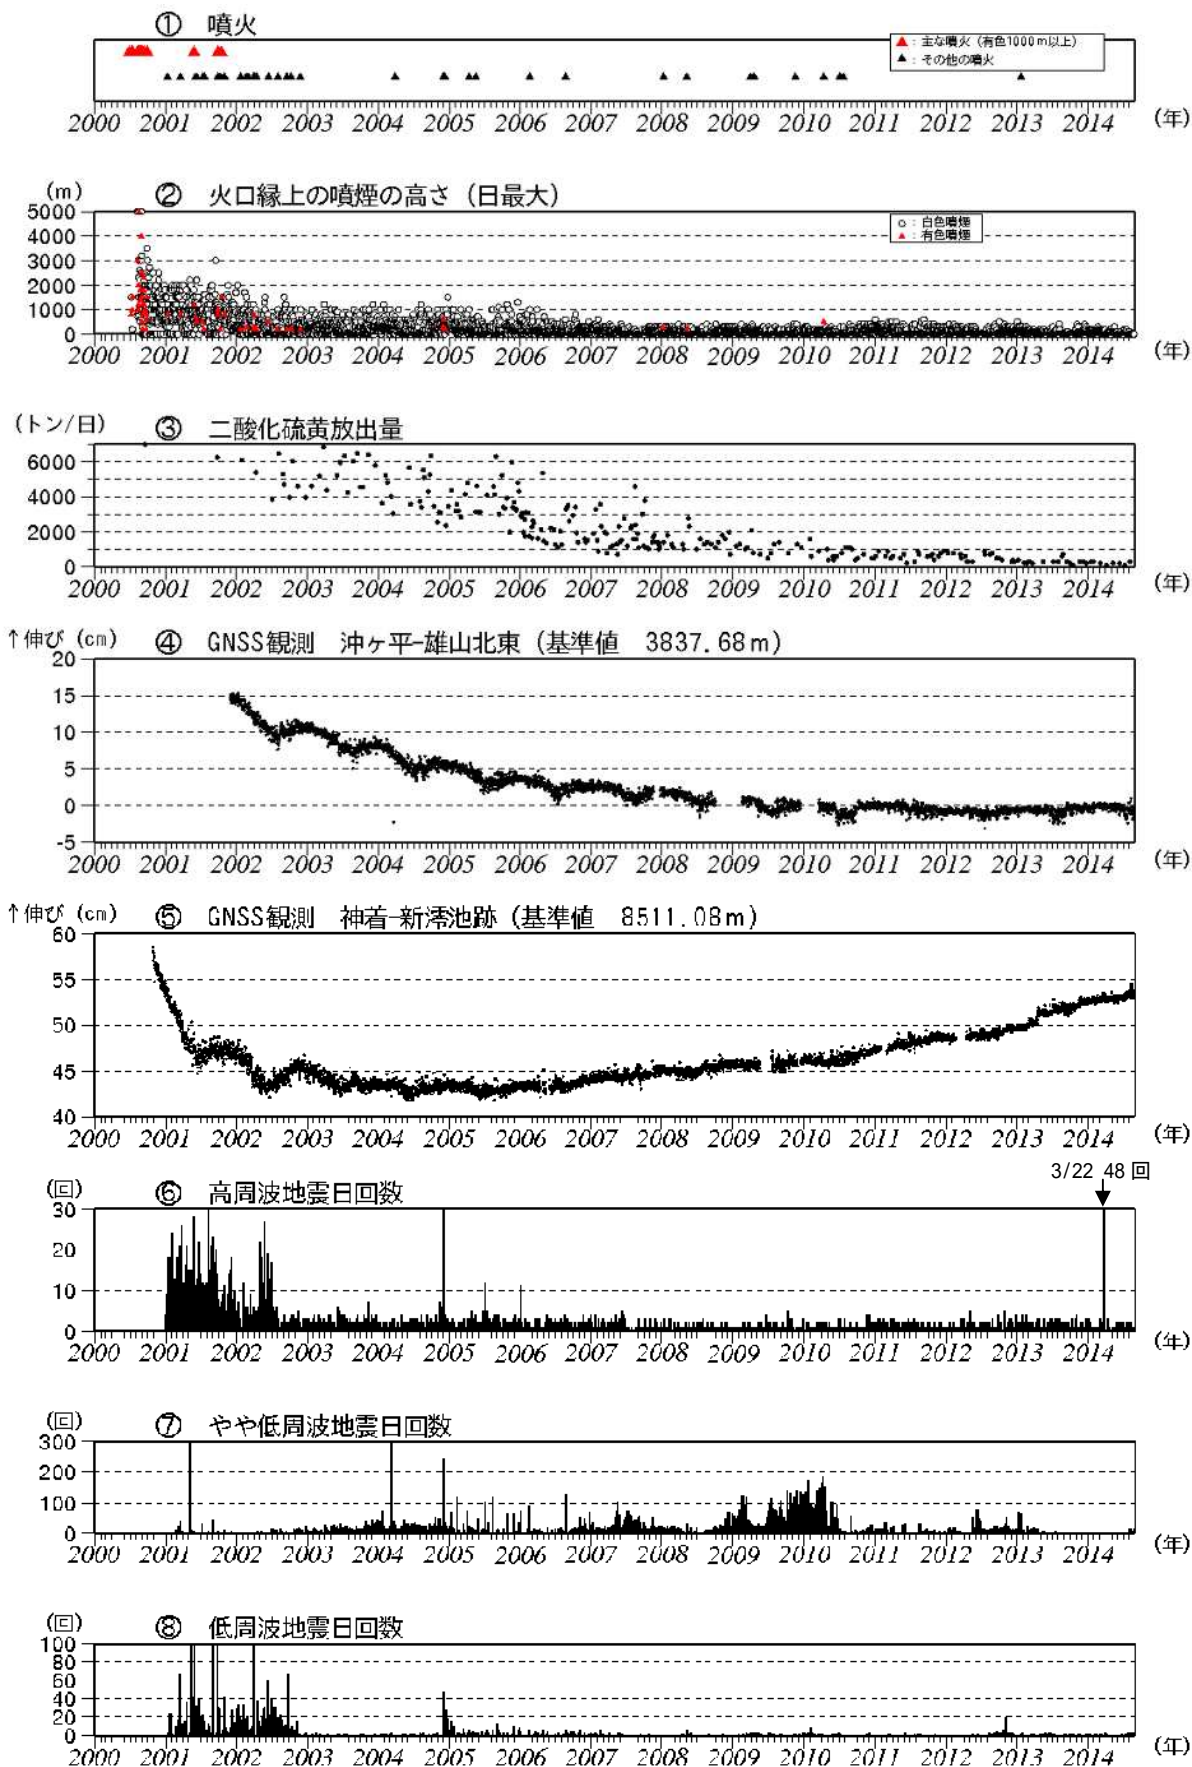 ① 噴火
▲：主な噴火（有色1000m以上）
▲：その他の噴火
2000 2001 2002 2003 2004 2005 2006 2007 2008 2009 2010 2011 2012 2013 2014 (年)
(m) ② 火口縁上の噴煙の高さ（日最大）
○：白色噴煙
▲：有色噴煙
5000
4000
3000
2000
1000
0
2000 2001 2002 2003 2004 2005 2006 2007 2008 2009 2010 2011 2012 2013 2014 (年)
(トン/日) ③ 二酸化硫黄放出量
6000
4000
2000
0
2000 2001 2002 2003 2004 2005 2006 2007 2008 2009 2010 2011 2012 2013 2014 (年)
↑伸び (cm) ④ GNSS観測 沖ヶ平-雄山北東（基準値 3837.68m）
20
15
10
5
0
-5
2000 2001 2002 2003 2004 2005 2006 2007 2008 2009 2010 2011 2012 2013 2014 (年)
↑伸び (cm) ⑤ GNSS観測 神着-新澪池跡（基準値 8511.08m）
60
55
50
45
40
2000 2001 2002 2003 2004 2005 2006 2007 2008 2009 2010 2011 2012 2013 2014 (年)
3/22 48 回
(回) ⑥ 高周波地震日回数
30
20
10
0
2000 2001 2002 2003 2004 2005 2006 2007 2008 2009 2010 2011 2012 2013 2014 (年)
(回) ⑦ やや低周波地震日回数
300
200
100
0
2000 2001 2002 2003 2004 2005 2006 2007 2008 2009 2010 2011 2012 2013 2014 (年)
(回) ⑧ 低周波地震日回数
100
80
60
40
20
0
2000 2001 2002 2003 2004 2005 2006 2007 2008 2009 2010 2011 2012 2013 2014 (年)